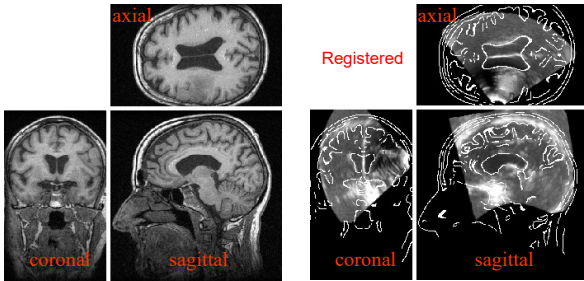 axial
axial
Registered
coronal
sagittal
coronal
sagittal